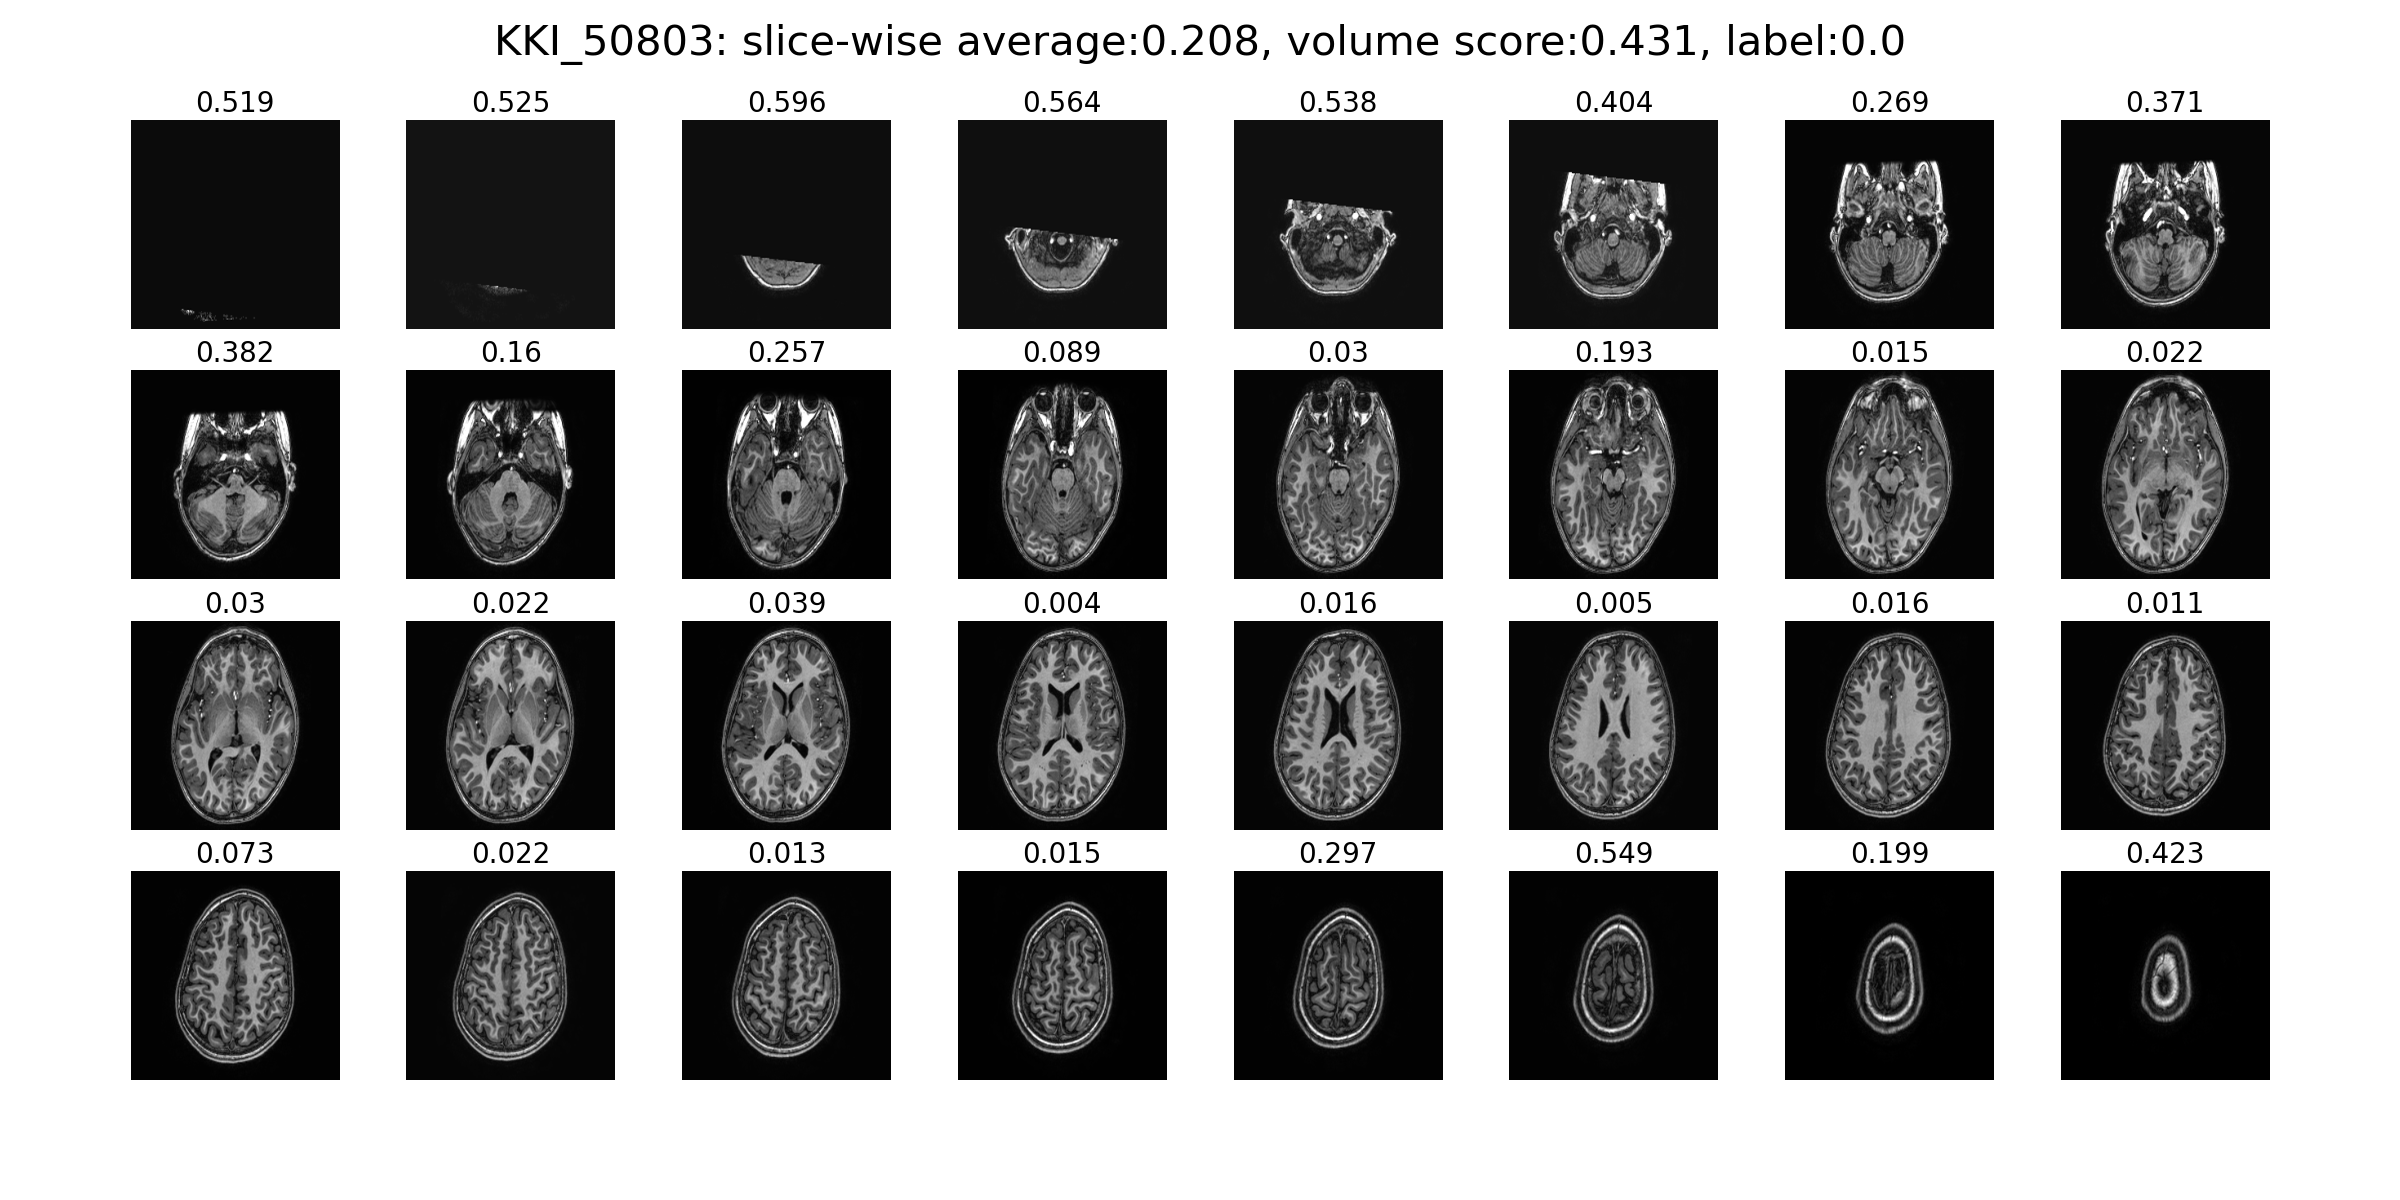 KKI_50803: slice-wise average:0.208, volume score:0.431, label:0.0
0.519 0.525 0.596 0.564 0.538 0.404 0.269 0.371
0.382 0.16 0.257 0.089 0.03 0.193 0.015 0.022
0.03 0.022 0.039 0.004 0.016 0.005 0.016 0.011
0.073 0.022 0.013 0.015 0.297 0.549 0.199 0.423